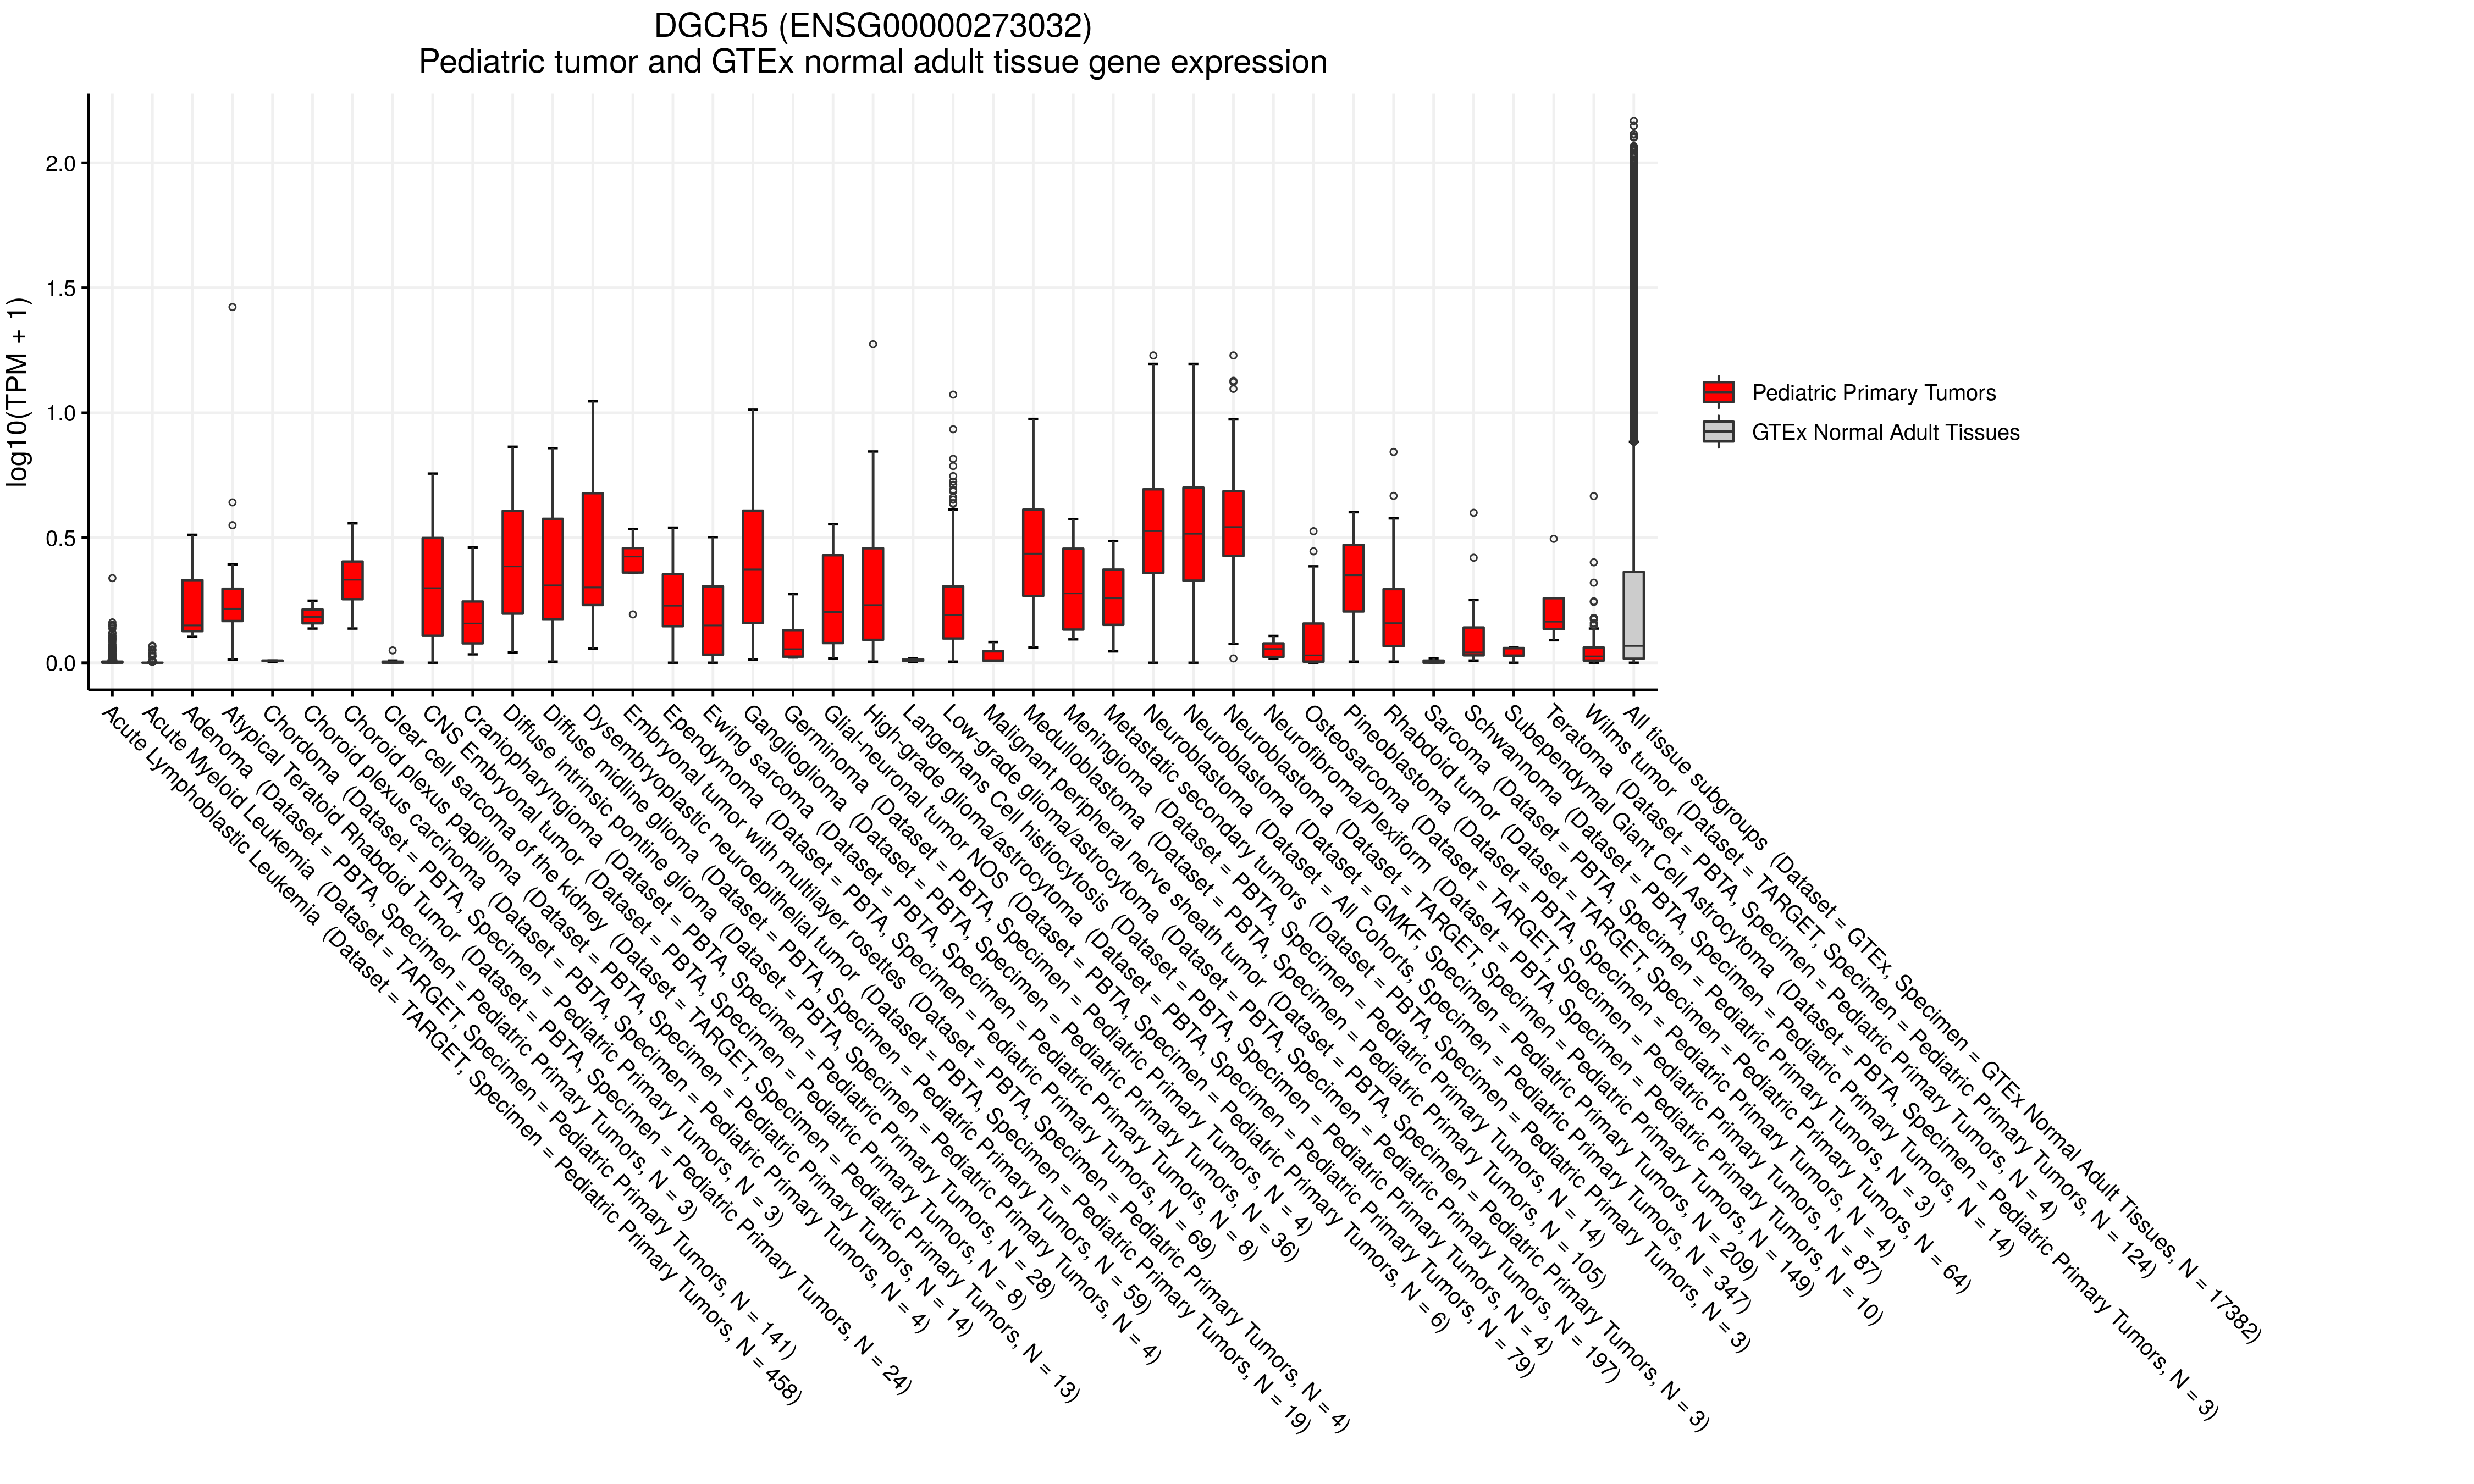 DGCR5 (ENSG00000273032)
Pediatric tumor and GTEx normal adult tissue gene expression
log10(TPM + 1)
2.0
1.5
1.0
0.5
0.0
Pediatric Primary Tumors
GTEx Normal Adult Tissues
Acute Lymphoblastic Leukemia (Dataset = TARGET, Specimen = Pediatric Primary Tumors, N = 458)
Acute Myeloid Leukemia (Dataset = TARGET, Specimen = Pediatric Primary Tumors, N = 141)
Adenoma (Dataset = PBTA, Specimen = Pediatric Primary Tumors, N = 3)
Atypical Teratoid Rhabdoid Tumor (Dataset = PBTA, Specimen = Pediatric Primary Tumors, N = 24)
Chordoma (Dataset = PBTA, Specimen = Pediatric Primary Tumors, N = 3)
Choroid plexus carcinoma (Dataset = PBTA, Specimen = Pediatric Primary Tumors, N = 4)
Choroid plexus papilloma (Dataset = PBTA, Specimen = Pediatric Primary Tumors, N = 14)
Clear cell sarcoma of the kidney (Dataset = TARGET, Specimen = Pediatric Primary Tumors, N = 13)
CNS Embryonal tumor (Dataset = PBTA, Specimen = Pediatric Primary Tumors, N = 8)
Craniopharyngioma (Dataset = PBTA, Specimen = Pediatric Primary Tumors, N = 28)
Diffuse intrinsic pontine glioma (Dataset = PBTA, Specimen = Pediatric Primary Tumors, N = 4)
Diffuse midline glioma (Dataset = PBTA, Specimen = Pediatric Primary Tumors, N = 59)
Dysembryoplastic neuroepithelial tumor (Dataset = PBTA, Specimen = Pediatric Primary Tumors, N = 19)
Embryonal tumor with multilayer rosettes (Dataset = PBTA, Specimen = Pediatric Primary Tumors, N = 4)
Ependymoma (Dataset = PBTA, Specimen = Pediatric Primary Tumors, N = 69)
Ewing sarcoma (Dataset = PBTA, Specimen = Pediatric Primary Tumors, N = 8)
Ganglioglioma (Dataset = PBTA, Specimen = Pediatric Primary Tumors, N = 36)
Germinoma (Dataset = PBTA, Specimen = Pediatric Primary Tumors, N = 4)
Glial-neuronal tumor NOS (Dataset = PBTA, Specimen = Pediatric Primary Tumors, N = 6)
High-grade glioma/astrocytoma (Dataset = PBTA, Specimen = Pediatric Primary Tumors, N = 79)
Langerhans Cell histiocytosis (Dataset = PBTA, Specimen = Pediatric Primary Tumors, N = 4)
Low-grade glioma/astrocytoma (Dataset = PBTA, Specimen = Pediatric Primary Tumors, N = 197)
Malignant peripheral nerve sheath tumor (Dataset = PBTA, Specimen = Pediatric Primary Tumors, N = 3)
Medulloblastoma (Dataset = PBTA, Specimen = Pediatric Primary Tumors, N = 105)
Meningioma (Dataset = PBTA, Specimen = Pediatric Primary Tumors, N = 14)
Metastatic secondary tumors (Dataset = PBTA, Specimen = Pediatric Primary Tumors, N = 3)
Neuroblastoma (Dataset = All Cohorts, Specimen = Pediatric Primary Tumors, N = 347)
Neuroblastoma (Dataset = GMKF, Specimen = Pediatric Primary Tumors, N = 209)
Neuroblastoma (Dataset = TARGET, Specimen = Pediatric Primary Tumors, N = 149)
Neurofibroma/Plexiform (Dataset = PBTA, Specimen = Pediatric Primary Tumors, N = 10)
Osteosarcoma (Dataset = TARGET, Specimen = Pediatric Primary Tumors, N = 87)
Pineoblastoma (Dataset = PBTA, Specimen = Pediatric Primary Tumors, N = 4)
Rhabdoid tumor (Dataset = TARGET, Specimen = Pediatric Primary Tumors, N = 64)
Sarcoma (Dataset = PBTA, Specimen = Pediatric Primary Tumors, N = 3)
Schwannoma (Dataset = PBTA, Specimen = Pediatric Primary Tumors, N = 14)
Subependymal Giant Cell Astrocytoma (Dataset = PBTA, Specimen = Pediatric Primary Tumors, N = 3)
Teratoma (Dataset = PBTA, Specimen = Pediatric Primary Tumors, N = 4)
Wilms tumor (Dataset = TARGET, Specimen = Pediatric Primary Tumors, N = 124)
All tissue subgroups (Dataset = GTEx, Specimen = GTEx Normal Adult Tissues, N = 17382)